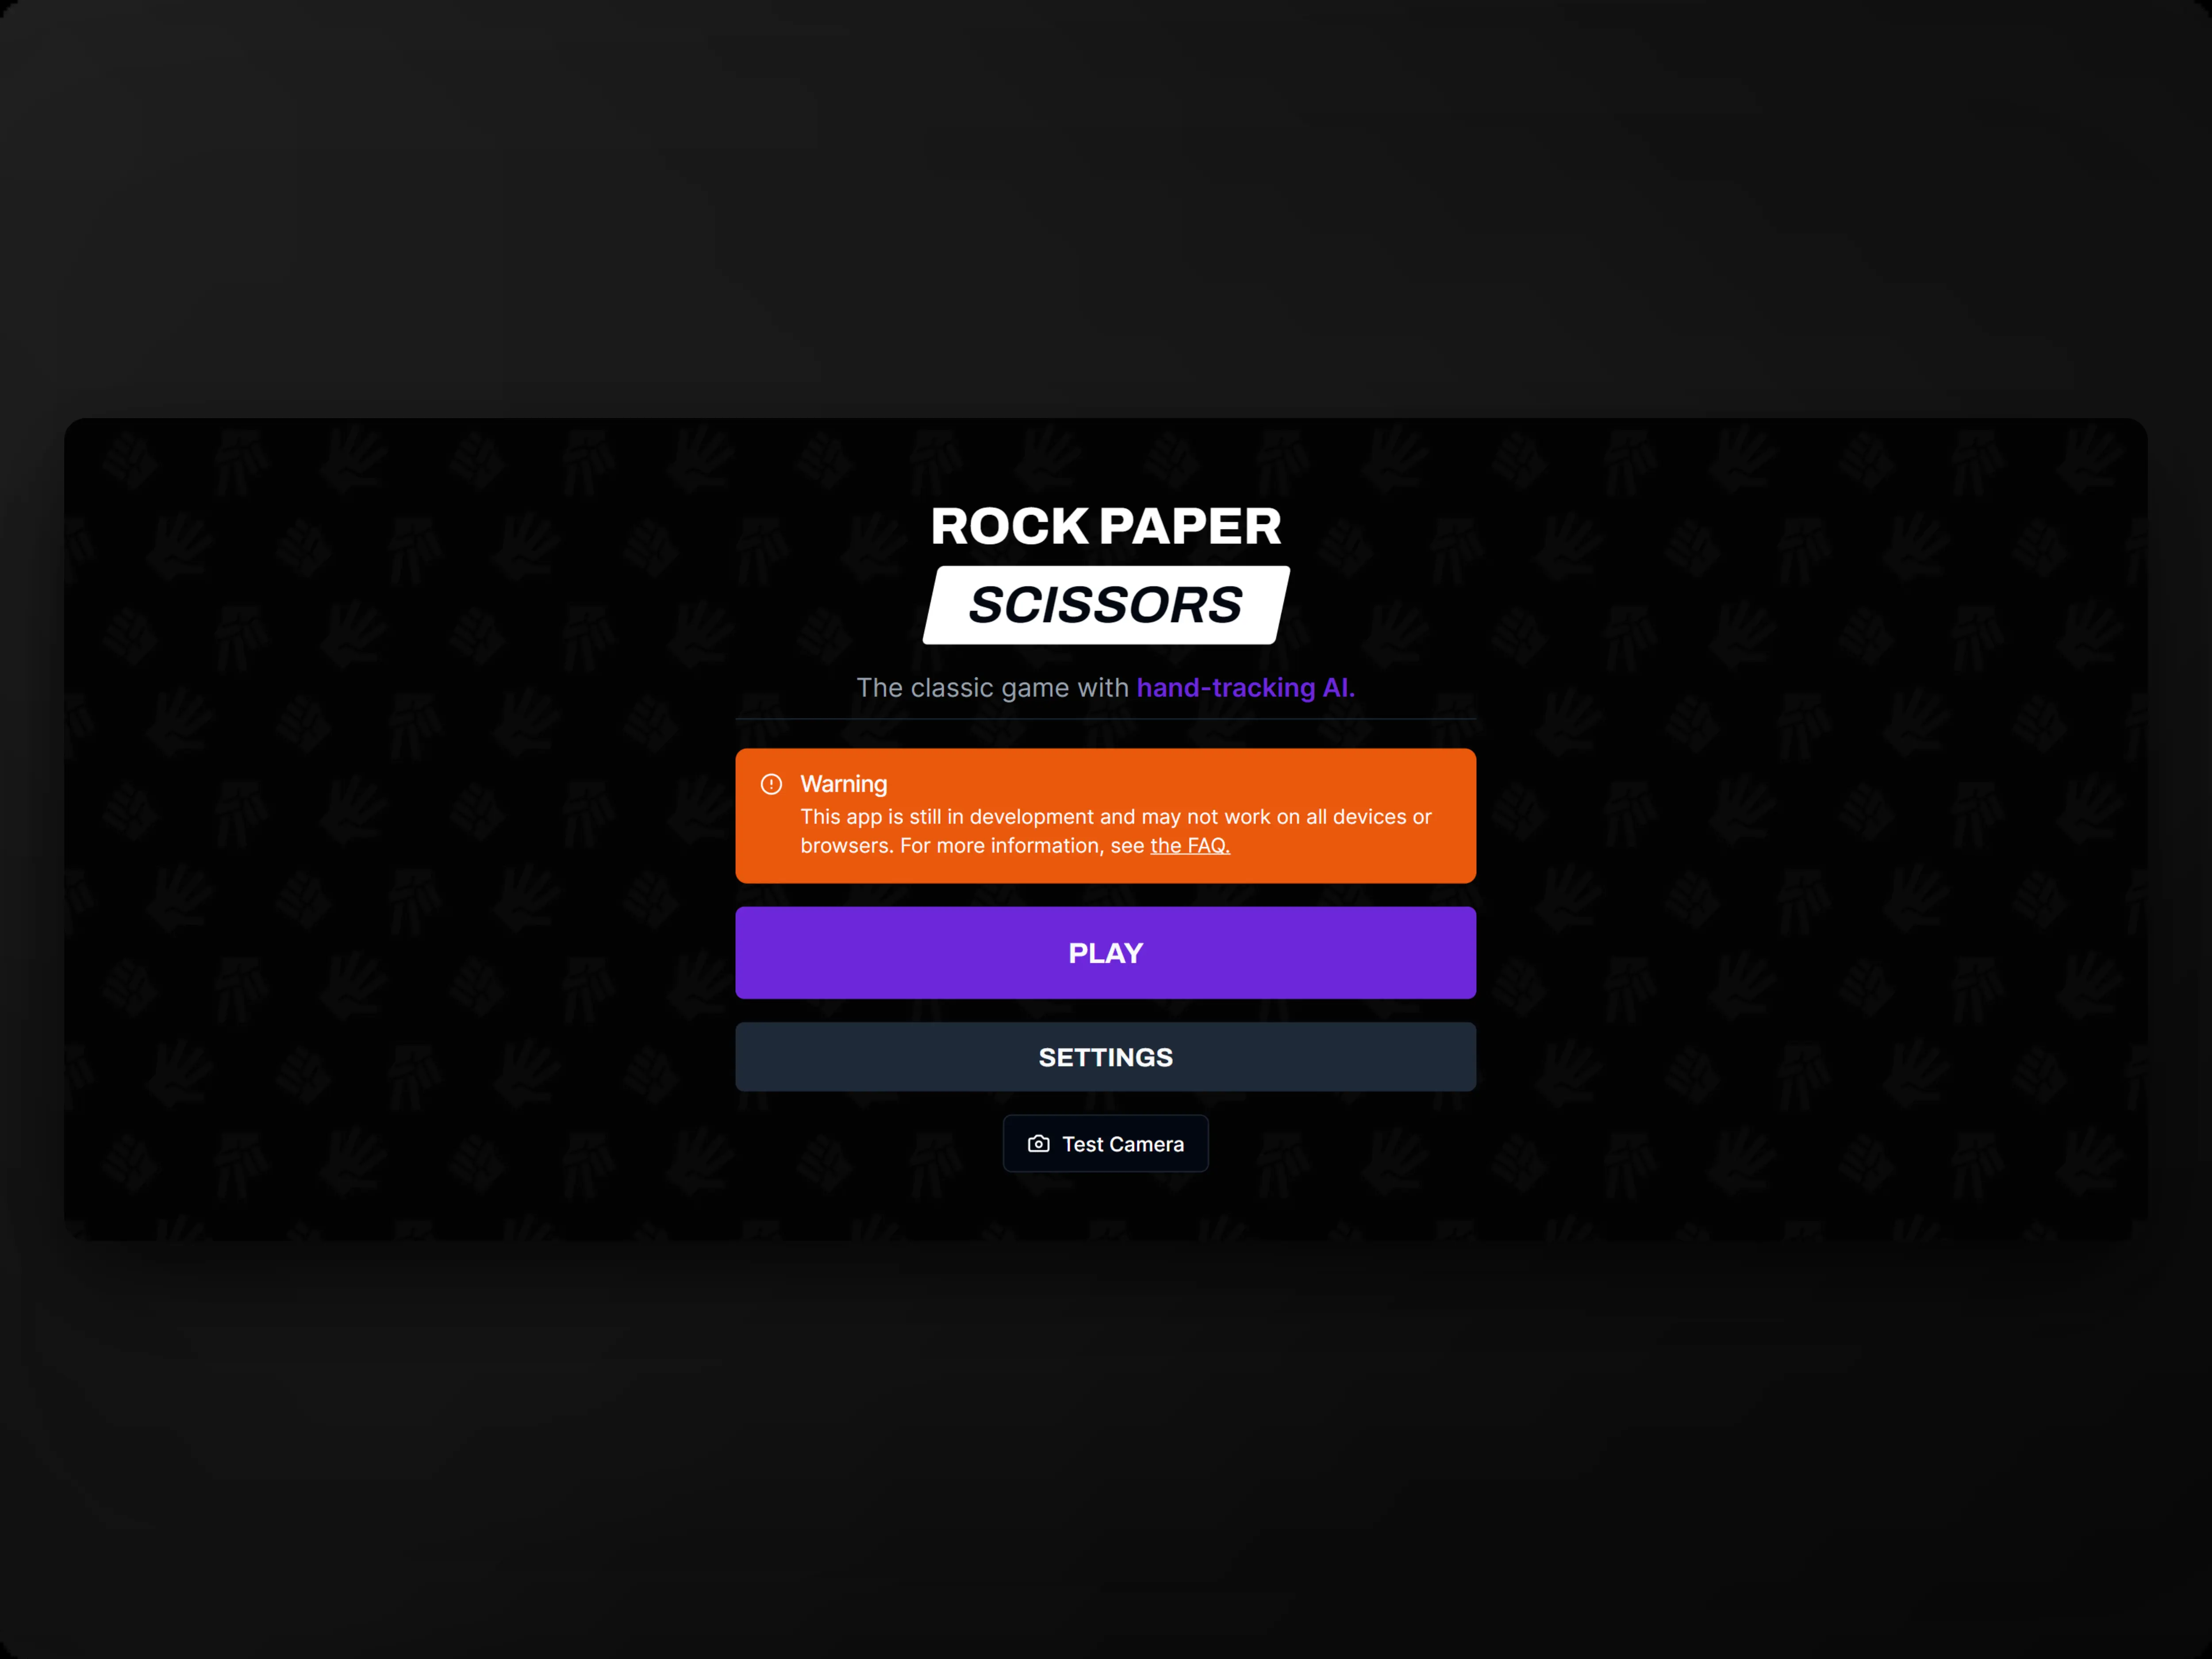 ROCK PAPER
SCISSORS
The classic game with hand-tracking AI.
Warning
This app is still in development and may not work on all devices or
browsers. For more information, see the FAQ.
PLAY
SETTINGS
Test Camera